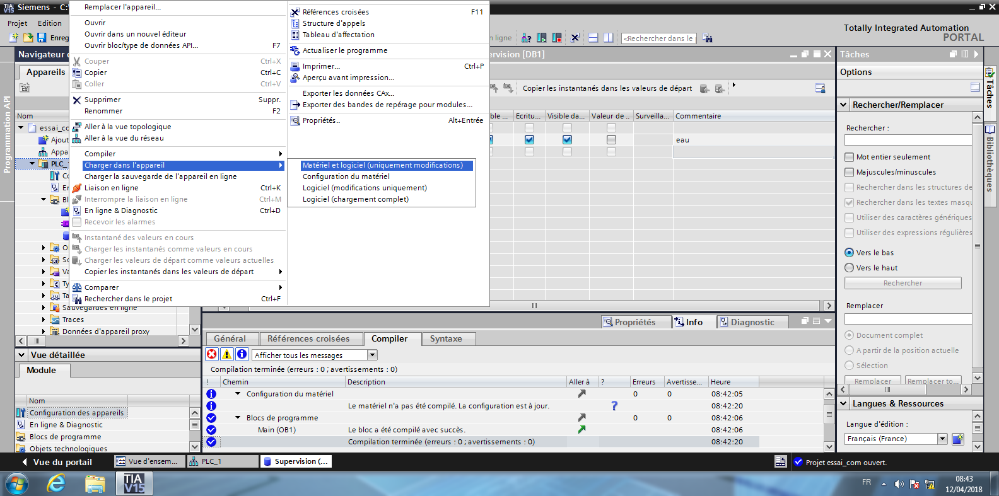 Siemens - C:\
Projet Edition
Enreg
Totally Integrated Automation
PORTAL
n ligne
<Rechercher dans le p
Programmation API
Navigateur d
Appareils
Nom
essai_co
Ajout
Appa
PLC_
Co
En
Bl
Sauvegardes en ligne
Traces
Données d'appareil proxy
Remplacer l'appareil...
Ouvrir
Ouvrir dans un nouvel éditeur
Ouvrir bloc/type de données API... F7
Couper Ctrl+X
Copier Ctrl+C
Coller Ctrl+V
Supprimer Suppr.
Renommer F2
Aller à la vue topologique
Aller à la vue du réseau
Compiler
Charger dans l'appareil
Charger la sauvegarde de l'appareil en ligne
Liaison en ligne Ctrl+K
Interrompre la liaison en ligne Ctrl+M
En ligne & Diagnostic Ctrl+D
Recevoir les alarmes
Instantané des valeurs en cours
Charger les instantanés comme valeurs en cours
Charger les valeurs de départ comme valeurs actuelles
Copier les instantanés dans les valeurs de départ
Comparer
Rechercher dans le projet Ctrl+F
Références croisées F11
Structure d'appels
Tableau d'affectation
Actualiser le programme
Imprimer... Ctrl+P
Aperçu avant impression...
Exporter les données CAx...
Exporter des bandes de repérage pour modules...
Propriétés.. Alt+Entrée
Matériel et logiciel (uniquement modifications)
Configuration du matériel
Logiciel (modifications uniquement)
Logiciel (chargement complet)
pervision [DB1]
Copier les instantanés dans les valeurs de départ
ble ... Ecritu... Visible da... Valeur de .. Surveilla... Commentaire
eau
Propriétés Info Diagnostic
Général Références croisées Compiler Syntaxe
Afficher tous les messages
Compilation terminée (erreurs : 0 ; avertissements : 0)
! Chemin Description Aller à ? Erreurs Avertisse... Heure
Configuration du matériel 0 0 08:42:05
Le matériel n'a pas été compilé. La configuration est à jour. ? 08:42:20
Blocs de programme 0 0 08:42:06
Main (OB1) Le bloc a été compilé avec succès. 08:42:06
Compilation terminée (erreurs : 0 ; avertissements : 0) 08:42:20
Vue détaillée
Module
Nom
Configuration des appareils
En ligne & Diagnostic
Blocs de programme
Objets technologiques
Tâches
Options
Rechercher/Remplacer
Rechercher :
Mot entier seulement
Majuscules/minuscules
Rechercher dans les structures de
Rechercher dans les textes masqu
Utiliser des caractères génériques
Utiliser des expressions régulières
Vers le bas
Vers le haut
Rechercher
Remplacer
Document complet
A partir de la position actuelle
Sélection
Remplacer Remplacer to...
Langues & Ressources
Langue d'édition :
Français (France)
Tâches
Bibliothèques
Vue du portail
Vue d'ensem...
PLC_1
Supervision (...
Projet essai_com ouvert.
TIA
V15
FR
08:43
12/04/2018